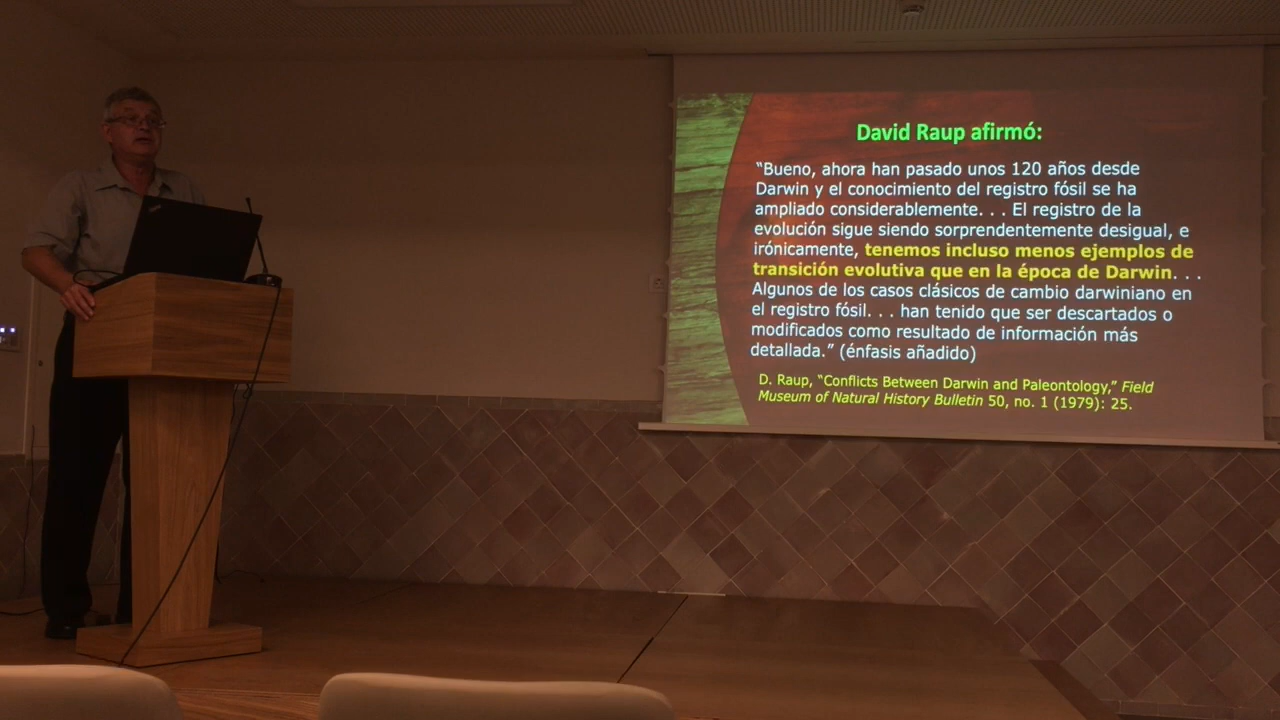 David Raup afirmó:
“Bueno, ahora han pasado unos 120 años desde
Darwin y el conocimiento del registro fósil se ha
ampliado considerablemente. . . El registro de la
evolución sigue siendo sorprendentemente desigual, e
irónicamente, tenemos incluso menos ejemplos de
transición evolutiva que en la época de Darwin. . .
Algunos de los casos clásicos de cambio darwiniano en
el registro fósil. . . han tenido que ser descartados o
modificados como resultado de información más
detallada.” (énfasis añadido)
D. Raup, “Conflicts Between Darwin and Paleontology,” Field
Museum of Natural History Bulletin 50, no. 1 (1979): 25.